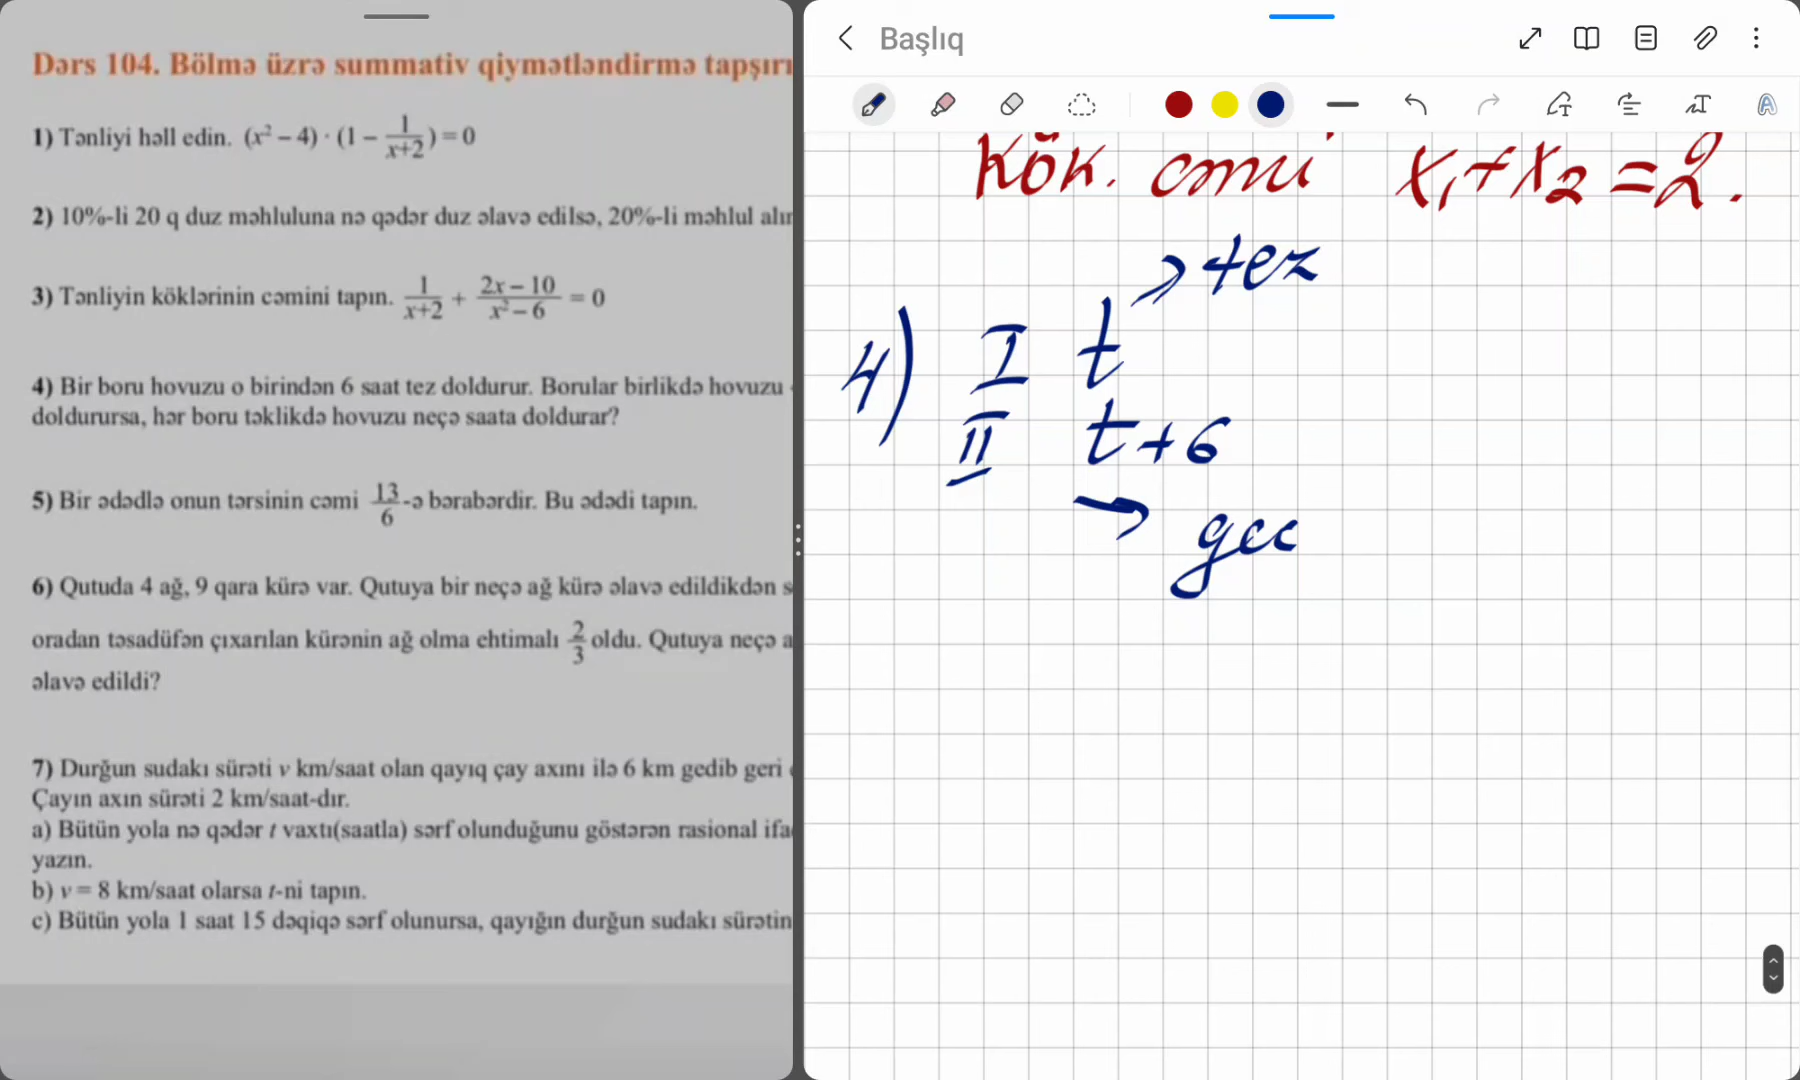 Dərs 104. Bölmə üzrə summativ qiymətləndirmə tapşırı
1) Tənliyi həll edin. (x² – 4) · (1 – 1/(x+2)) = 0
2) 10%-li 20 q duz məhluluna nə qədər duz əlavə edilsə, 20%-li məhlul alır
3) Tənliyin köklərinin cəmini tapın. 1/(x+2) + (2x – 10)/(x² – 6) = 0
4) Bir boru hovuzu o birindən 6 saat tez doldurur. Borular birlikdə hovuzu
doldurursa, hər boru təklikdə hovuzu neçə saata doldurar?
5) Bir ədədlə onun tərsinin cəmi 13/6-ə bərabərdir. Bu ədədi tapın.
6) Qutuda 4 ağ, 9 qara kürə var. Qutuya bir neçə ağ kürə əlavə edildikdən s
oradan təsadüfən çıxarılan kürənin ağ olma ehtimalı 2/3 oldu. Qutuya neçə a
əlavə edildi?
7) Durğun sudakı sürəti v km/saat olan qayıq çay axını ilə 6 km gedib geri
Çayın axın sürəti 2 km/saat-dır.
a) Bütün yola nə qədər t vaxtı(saatla) sərf olunduğunu göstərən rasional ifa
yazın.
b) v = 8 km/saat olarsa t-ni tapın.
c) Bütün yola 1 saat 15 dəqiqə sərf olunursa, qayığın durğun sudakı sürətin
Başlıq
Kök. cəmi x₁+x₂=2.
tez
4) I t
II t+6
gec